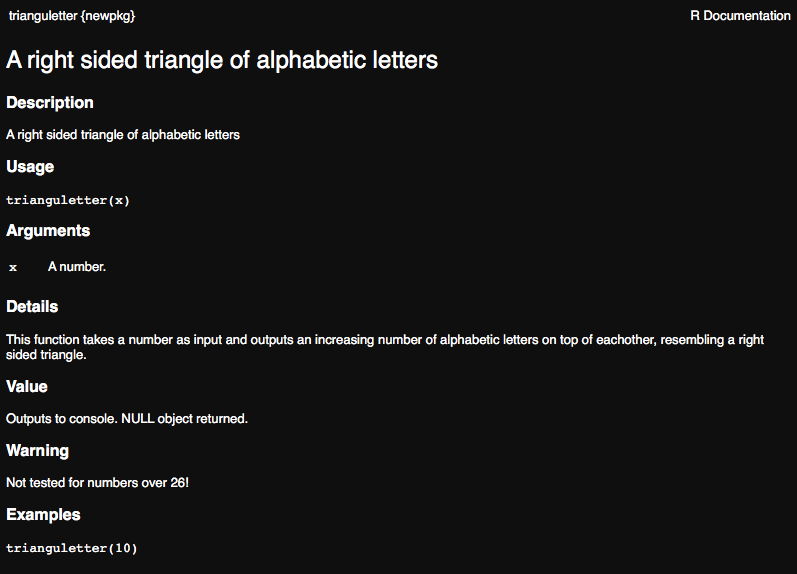 trianguletter {newpkg} R Documentation
A right sided triangle of alphabetic letters
Description
A right sided triangle of alphabetic letters
Usage
trianguletter(x)
Arguments
x A number.
Details
This function takes a number as input and outputs an increasing number of alphabetic letters on top of eachother, resembling a right
sided triangle.
Value
Outputs to console. NULL object returned.
Warning
Not tested for numbers over 26!
Examples
trianguletter(10)